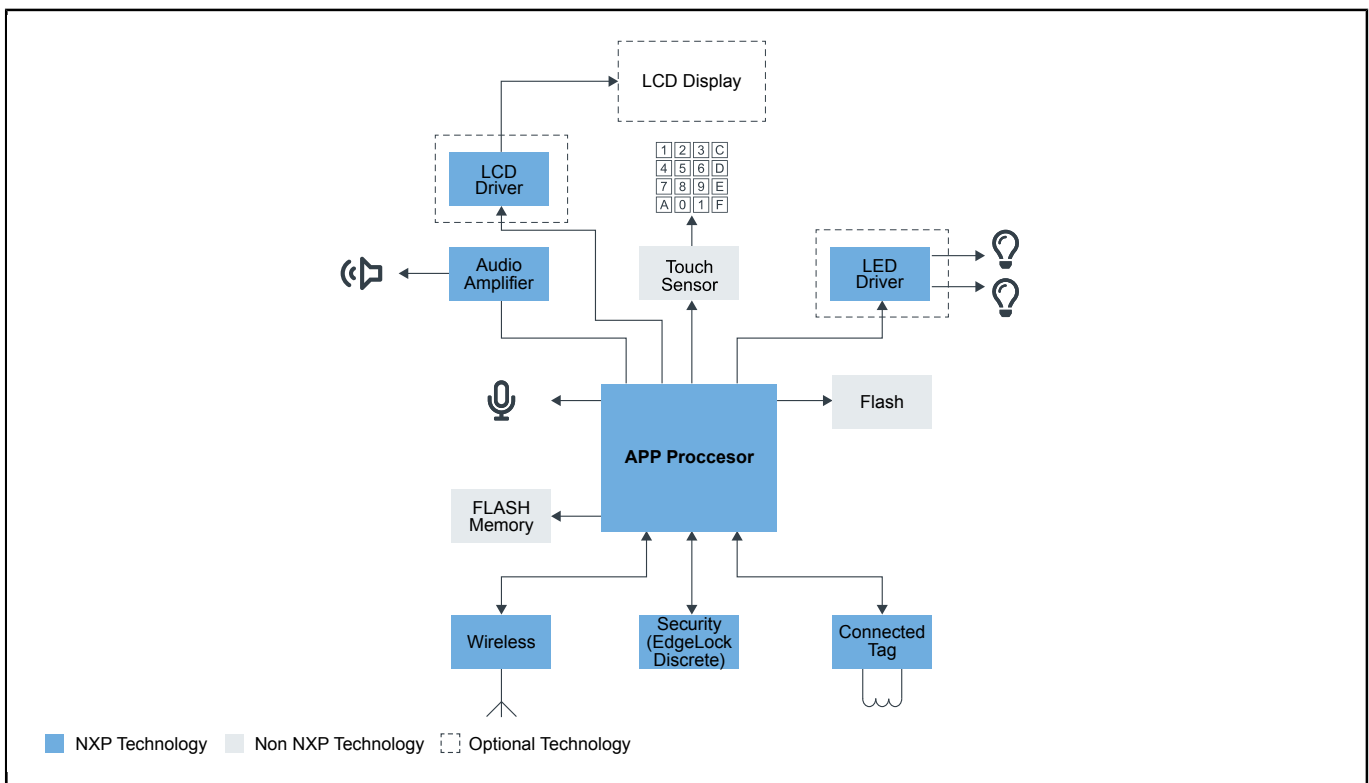 LCD Display
1 2 3 C
4 5 6 D
7 8 9 E
A 0 1 F
LCD
Driver
Audio
Amplifier
Touch
Sensor
LED
Driver
Flash
APP Proccesor
FLASH
Memory
Wireless
Security
(EdgeLock
Discrete)
Connected
Tag
NXP Technology
Non NXP Technology
Optional Technology